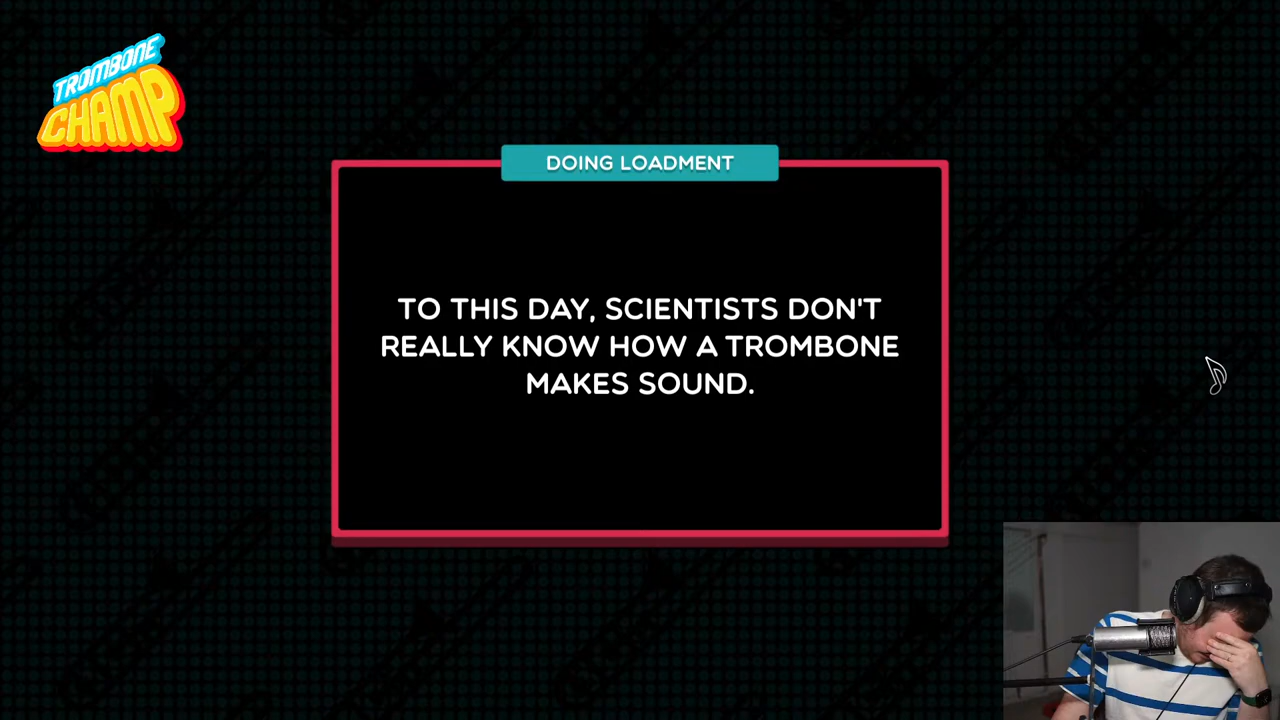 TROMBONE
CHAMP
DOING LOADMENT
TO THIS DAY, SCIENTISTS DON'T
REALLY KNOW HOW A TROMBONE
MAKES SOUND.